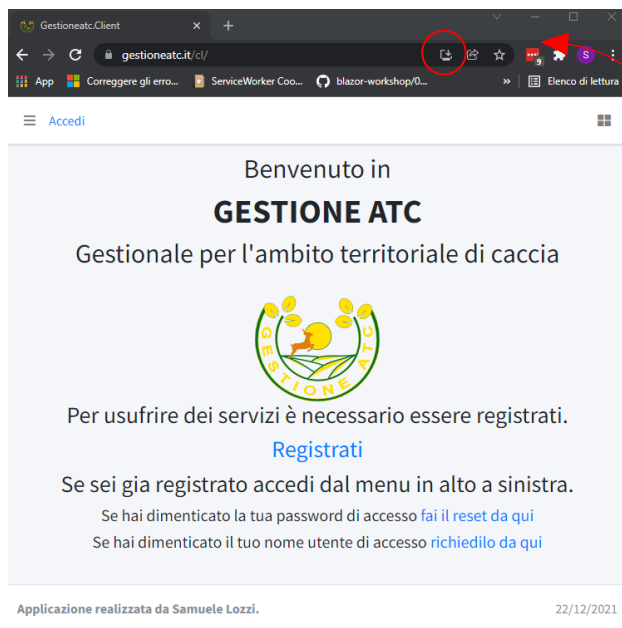 Gestioneatc.Client
gestioneatc.it/cl/
9
S
App Correggere gli erro... ServiceWorker Coo... blazor-workshop/0... » Elenco di lettura
Accedi
Benvenuto in
GESTIONE ATC
Gestionale per l'ambito territoriale di caccia
GESTIONE ATC
Per usufrire dei servizi è necessario essere registrati.
Registrati
Se sei gia registrato accedi dal menu in alto a sinistra.
Se hai dimenticato la tua password di accesso fai il reset da qui
Se hai dimenticato il tuo nome utente di accesso richiedilo da qui
Applicazione realizzata da Samuele Lozzi. 22/12/2021